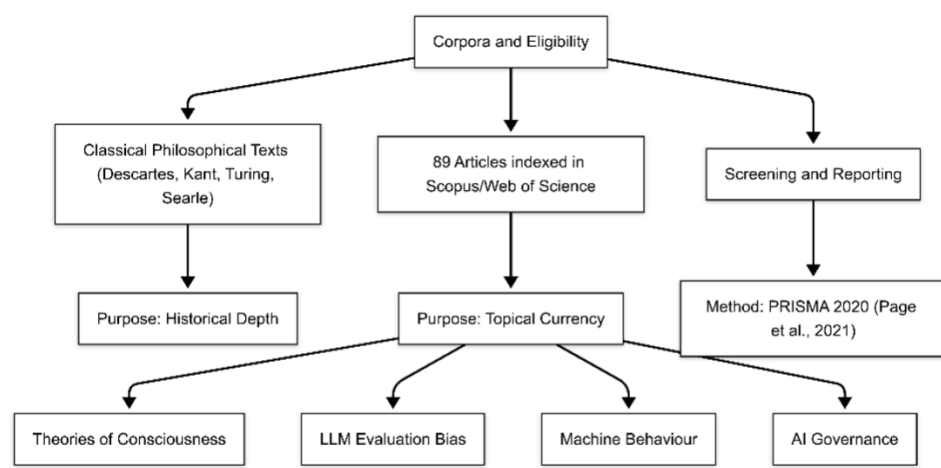 Corpora and Eligibility
Classical Philosophical Texts
(Descartes, Kant, Turing,
Searle)
89 Articles indexed in
Scopus/Web of Science
Screening and Reporting
Purpose: Historical Depth
Purpose: Topical Currency
Method: PRISMA 2020 (Page
et al., 2021)
Theories of Consciousness
LLM Evaluation Bias
Machine Behaviour
AI Governance